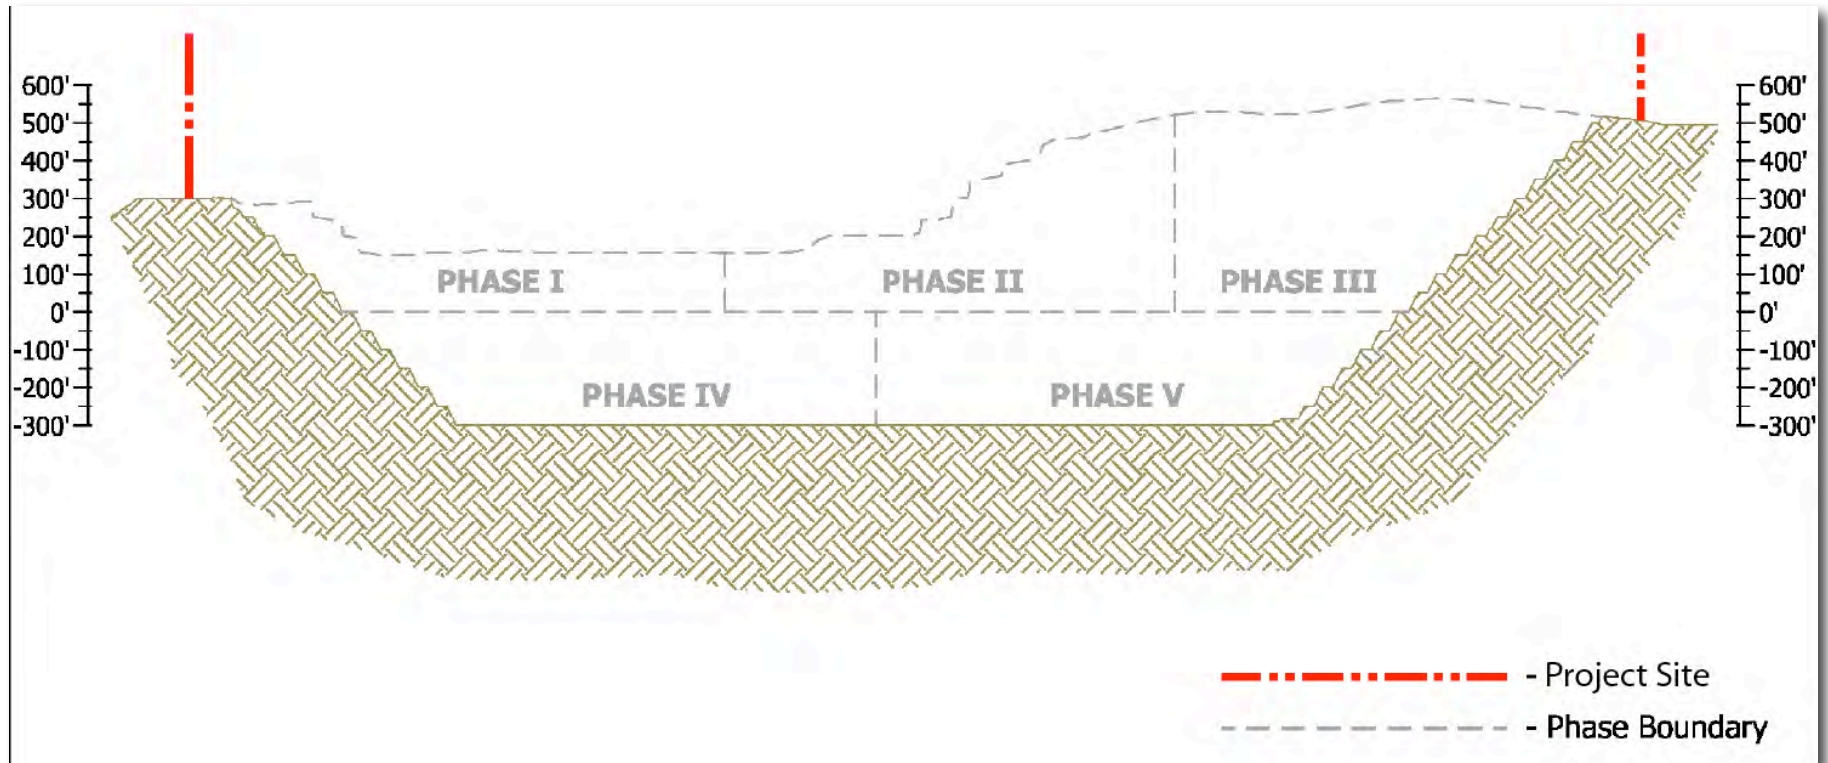 600'
500'
400'
300'
200'
100'
0'
-100'
-200'
-300'
PHASE I
PHASE II
PHASE III
PHASE IV
PHASE V
600'
500'
400'
300'
200'
100'
0'
-100'
-200'
-300'
- Project Site
- Phase Boundary